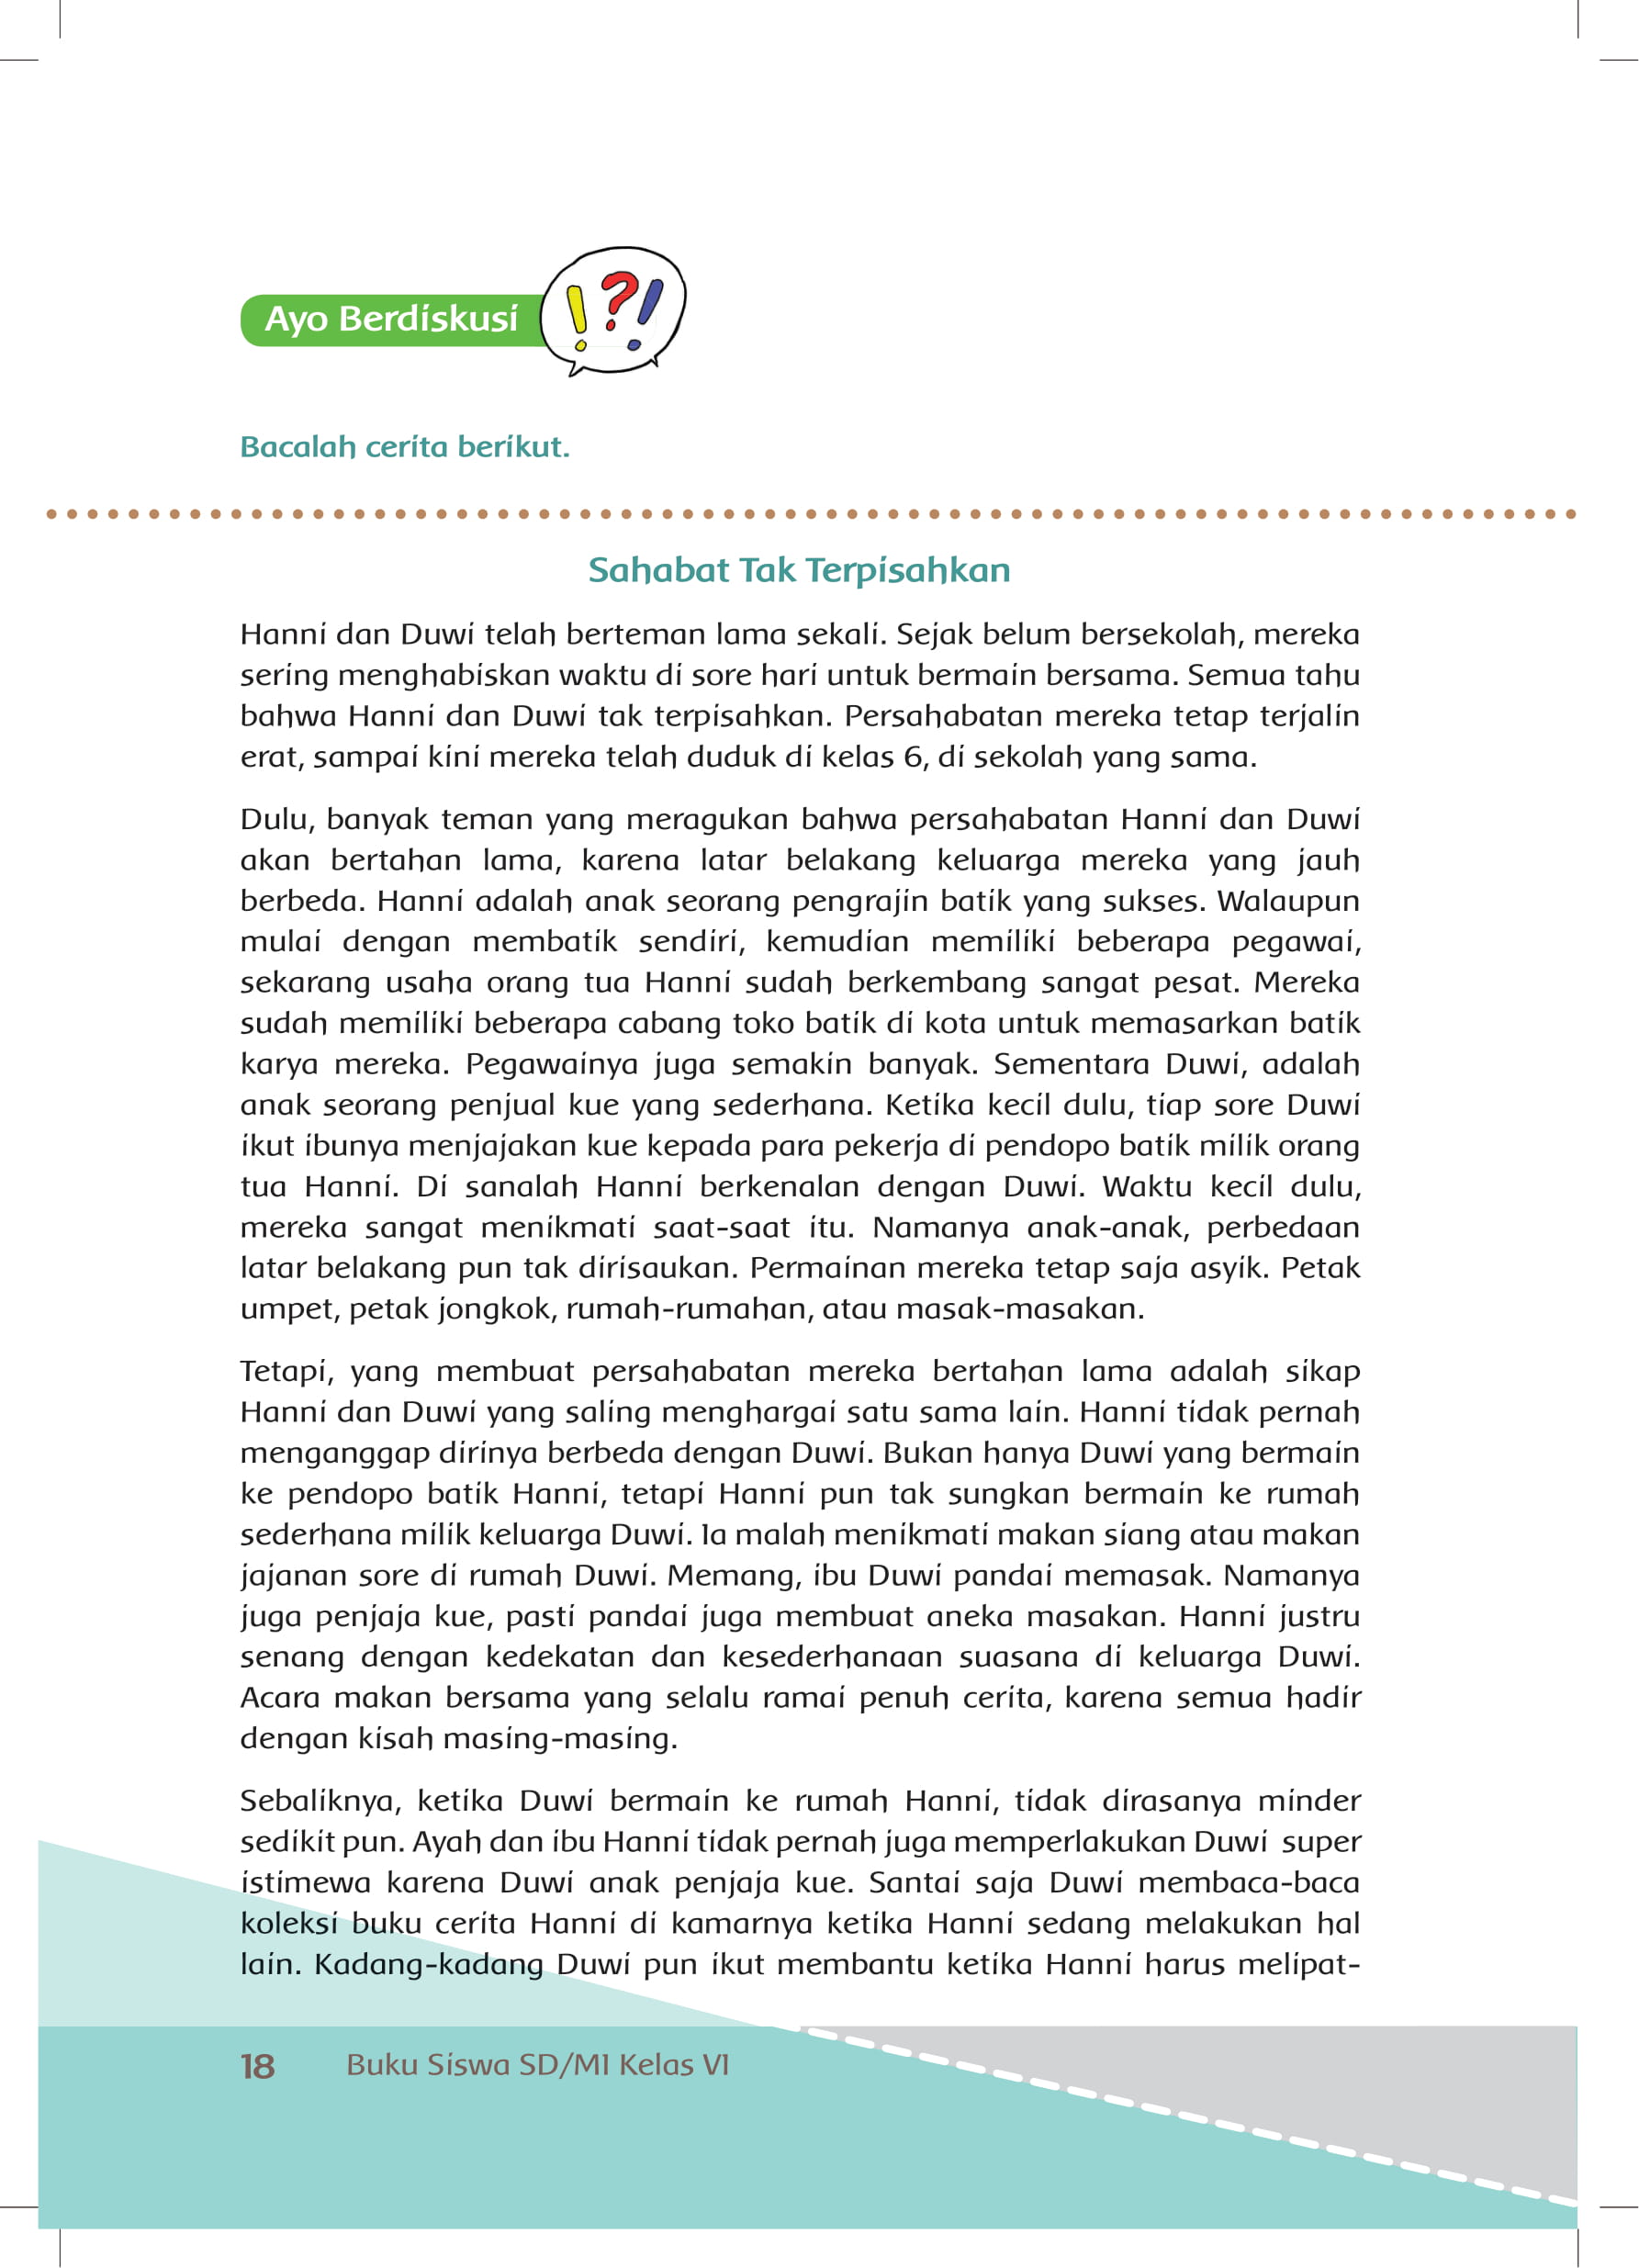 Ayo Berdiskusi
Bacalah cerita berikut.
Sahabat Tak Terpisahkan
Hanni dan Duwi telah berteman lama sekali. Sejak belum bersekolah, mereka
sering menghabiskan waktu di sore hari untuk bermain bersama. Semua tahu
bahwa Hanni dan Duwi tak terpisahkan. Persahabatan mereka tetap terjalin
erat, sampai kini mereka telah duduk di kelas 6, di sekolah yang sama.
Dulu, banyak teman yang meragukan bahwa persahabatan Hanni dan Duwi
akan bertahan lama, karena latar belakang keluarga mereka yang jauh
berbeda. Hanni adalah anak seorang pengrajin batik yang sukses. Walaupun
mulai dengan membatik sendiri, kemudian memiliki beberapa pegawai,
sekarang usaha orang tua Hanni sudah berkembang sangat pesat. Mereka
sudah memiliki beberapa cabang toko batik di kota untuk memasarkan batik
karya mereka. Pegawainya juga semakin banyak. Sementara Duwi, adalah
anak seorang penjual kue yang sederhana. Ketika kecil dulu, tiap sore Duwi
ikut ibunya menjajakan kue kepada para pekerja di pendopo batik milik orang
tua Hanni. Di sanalah Hanni berkenalan dengan Duwi. Waktu kecil dulu,
mereka sangat menikmati saat-saat itu. Namanya anak-anak, perbedaan
latar belakang pun tak dirisaukan. Permainan mereka tetap saja asyik. Petak
umpet, petak jongkok, rumah-rumahan, atau masak-masakan.
Tetapi, yang membuat persahabatan mereka bertahan lama adalah sikap
Hanni dan Duwi yang saling menghargai satu sama lain. Hanni tidak pernah
menganggap dirinya berbeda dengan Duwi. Bukan hanya Duwi yang bermain
ke pendopo batik Hanni, tetapi Hanni pun tak sungkan bermain ke rumah
sederhana milik keluarga Duwi. Ia malah menikmati makan siang atau makan
jajanan sore di rumah Duwi. Memang, ibu Duwi pandai memasak. Namanya
juga penjaja kue, pasti pandai juga membuat aneka masakan. Hanni justru
senang dengan kedekatan dan kesederhanaan suasana di keluarga Duwi.
Acara makan bersama yang selalu ramai penuh cerita, karena semua hadir
dengan kisah masing-masing.
Sebaliknya, ketika Duwi bermain ke rumah Hanni, tidak dirasanya minder
sedikit pun. Ayah dan ibu Hanni tidak pernah juga memperlakukan Duwi super
istimewa karena Duwi anak penjaja kue. Santai saja Duwi membaca-baca
koleksi buku cerita Hanni di kamarnya ketika Hanni sedang melakukan hal
lain. Kadang-kadang Duwi pun ikut membantu ketika Hanni harus melipat-
18 Buku Siswa SD/MI Kelas VI